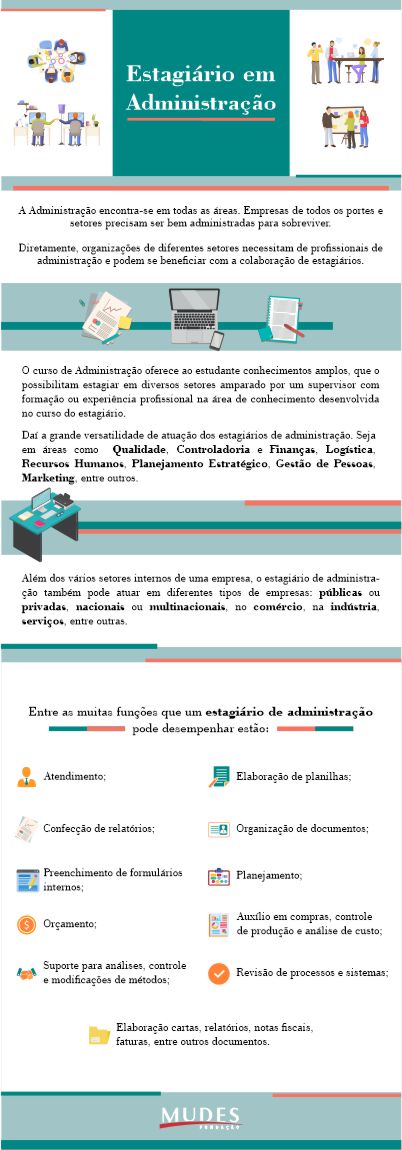 Estagiário em
Administração
A Administração encontra-se em todas as áreas. Empresas de todos os portes e
setores precisam ser bem administradas para sobreviver.
Diretamente, organizações de diferentes setores necessitam de profissionais de
administração e podem se beneficiar com a colaboração de estagiários.
O curso de Administração oferece ao estudante conhecimentos amplos, que o
possibilitam estagiar em diversos setores amparado por um supervisor com
formação ou experiência profissional na área de conhecimento desenvolvida
no curso do estagiário.
Daí a grande versatilidade de atuação dos estagiários de administração. Seja
em áreas como Qualidade, Controladoria e Finanças, Logística,
Recursos Humanos, Planejamento Estratégico, Gestão de Pessoas,
Marketing, entre outros.
Além dos vários setores internos de uma empresa, o estagiário de administra-
ção também pode atuar em diferentes tipos de empresas: públicas ou
privadas, nacionais ou multinacionais, no comércio, na indústria,
serviços, entre outras.
Entre as muitas funções que um estagiário de administração
pode desempenhar estão:
Atendimento;
Elaboração de planilhas;
Confecção de relatórios;
Organização de documentos;
Preenchimento de formulários
internos;
Planejamento;
Orçamento;
Auxílio em compras, controle
de produção e análise de custo;
Suporte para análises, controle
e modificações de métodos;
Revisão de processos e sistemas;
Elaboração cartas, relatórios, notas fiscais,
faturas, entre outros documentos.
MUDES
FUNDAÇÃO